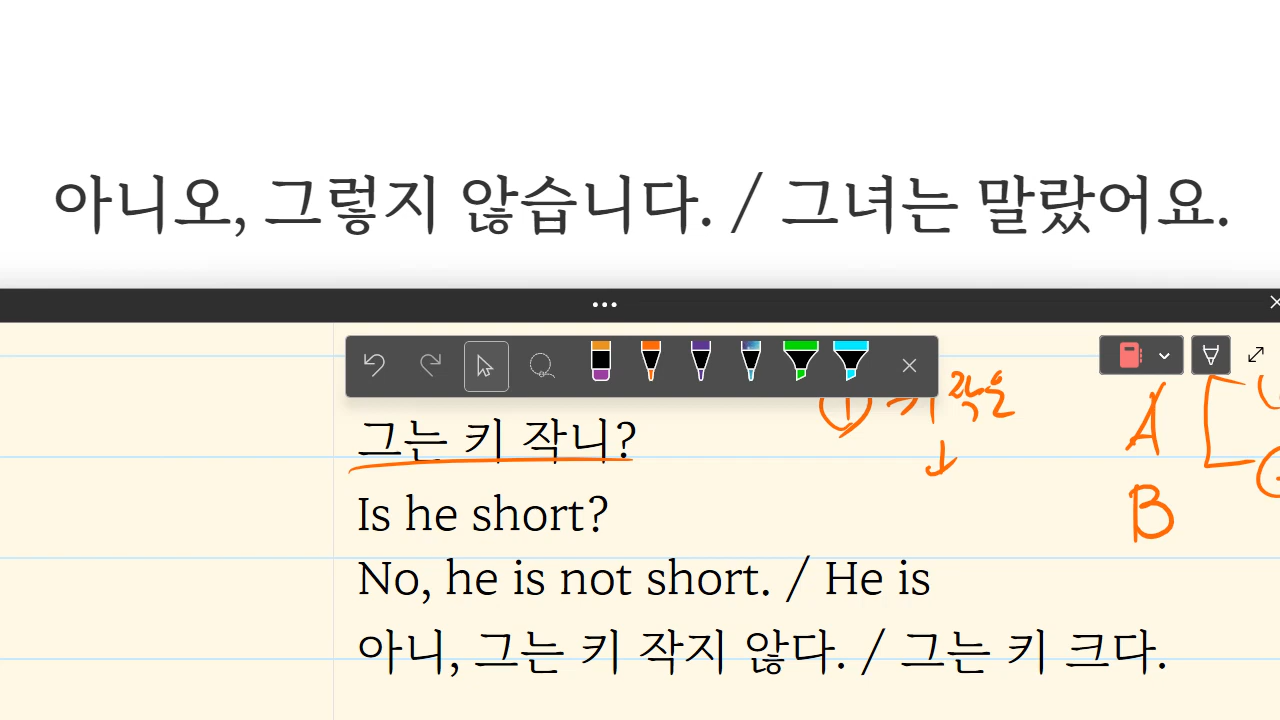 아니오, 그렇지 않습니다. / 그녀는 말랐어요.
작은
그는 키 작니?
A
Is he short?
B
No, he is not short. / He is
아니, 그는 키 작지 않다. / 그는 키 크다.